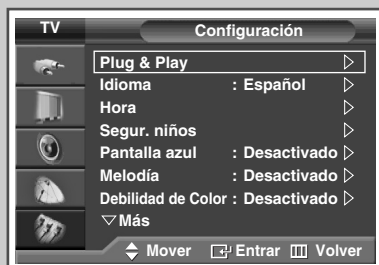 TV Configuración
Plug & Play
Idioma : Español
Hora
Segur. niños
Pantalla azul : Desactivado
Melodía : Desactivado
Debilidad de Color : Desactivado
Más
Mover Entrar Volver